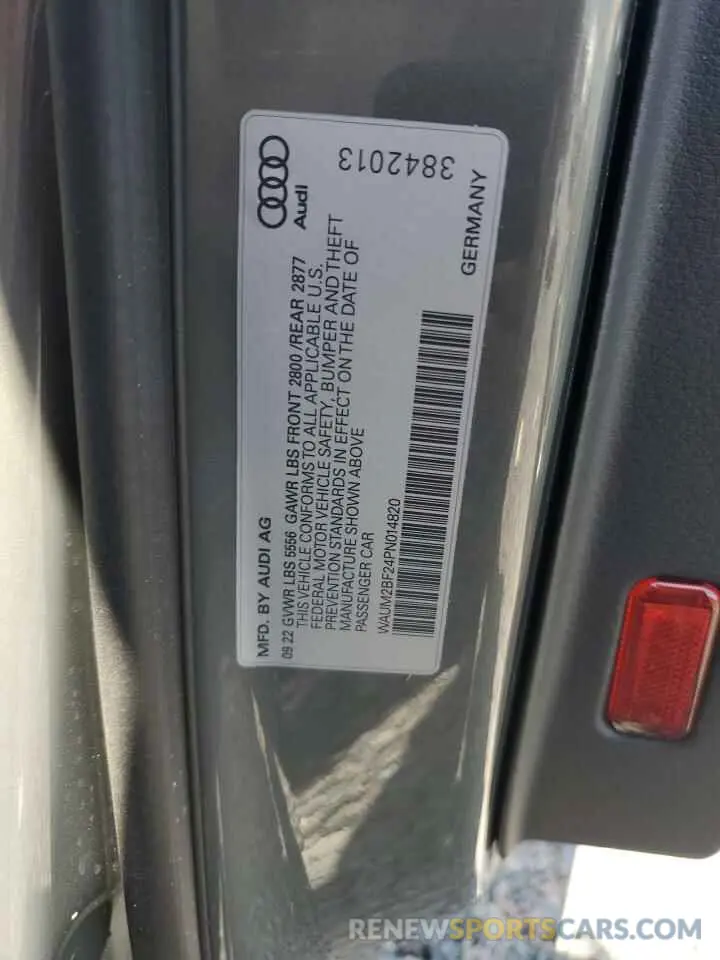 Audi
3842013
MFD. BY AUDI AG
GERMANY
09 22 GVWR LBS 5556 GAWR LBS FRONT 2800/REAR 2877
THIS VEHICLE CONFORMS TO ALL APPLICABLE U.S.
FEDERAL MOTOR VEHICLE SAFETY, BUMPER AND THEFT
PREVENTION STANDARDS IN EFFECT ON THE DATE OF
MANUFACTURE SHOWN ABOVE
PASSENGER CAR
WAUM2BF24PN014820
RENEWSPORTSCARS.COM